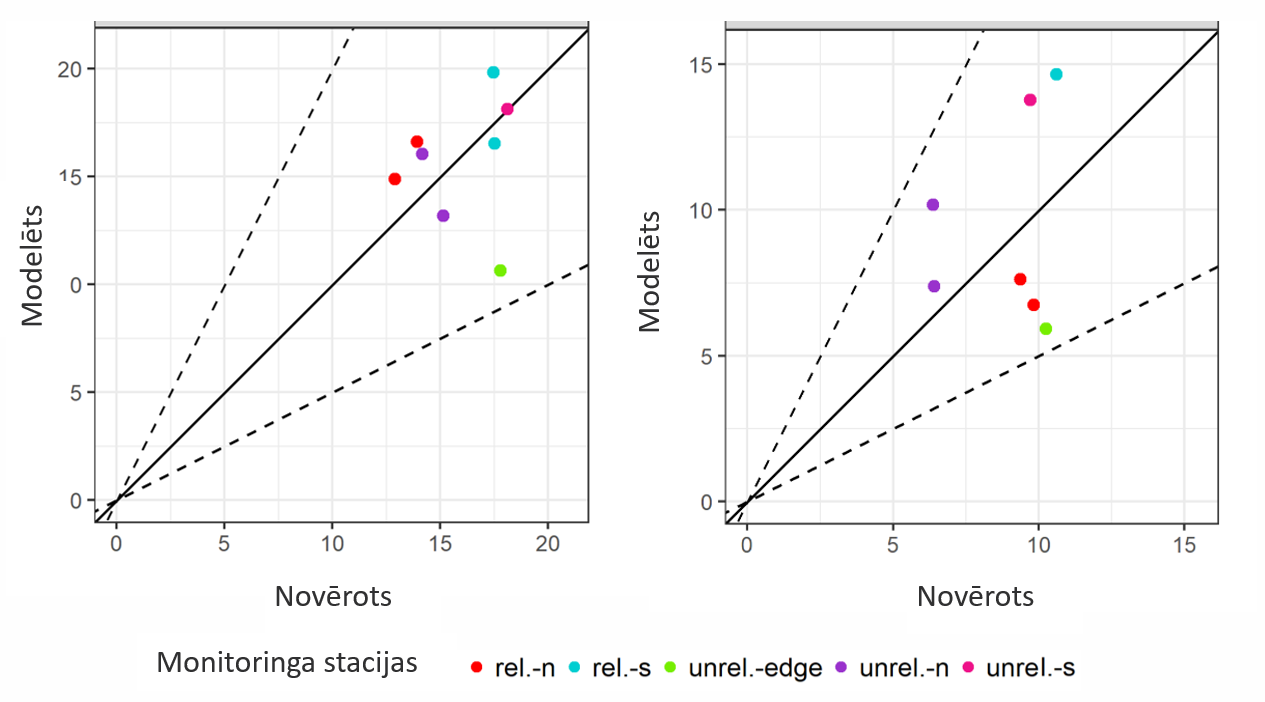 20
15
0
5
0
0 5 10 15 20
Modelēts
Novērots
15
10
5
0
0 5 10 15
Modelēts
Novērots
Monitoringa stacijas rel.-n rel.-s unrel.-edge unrel.-n unrel.-s